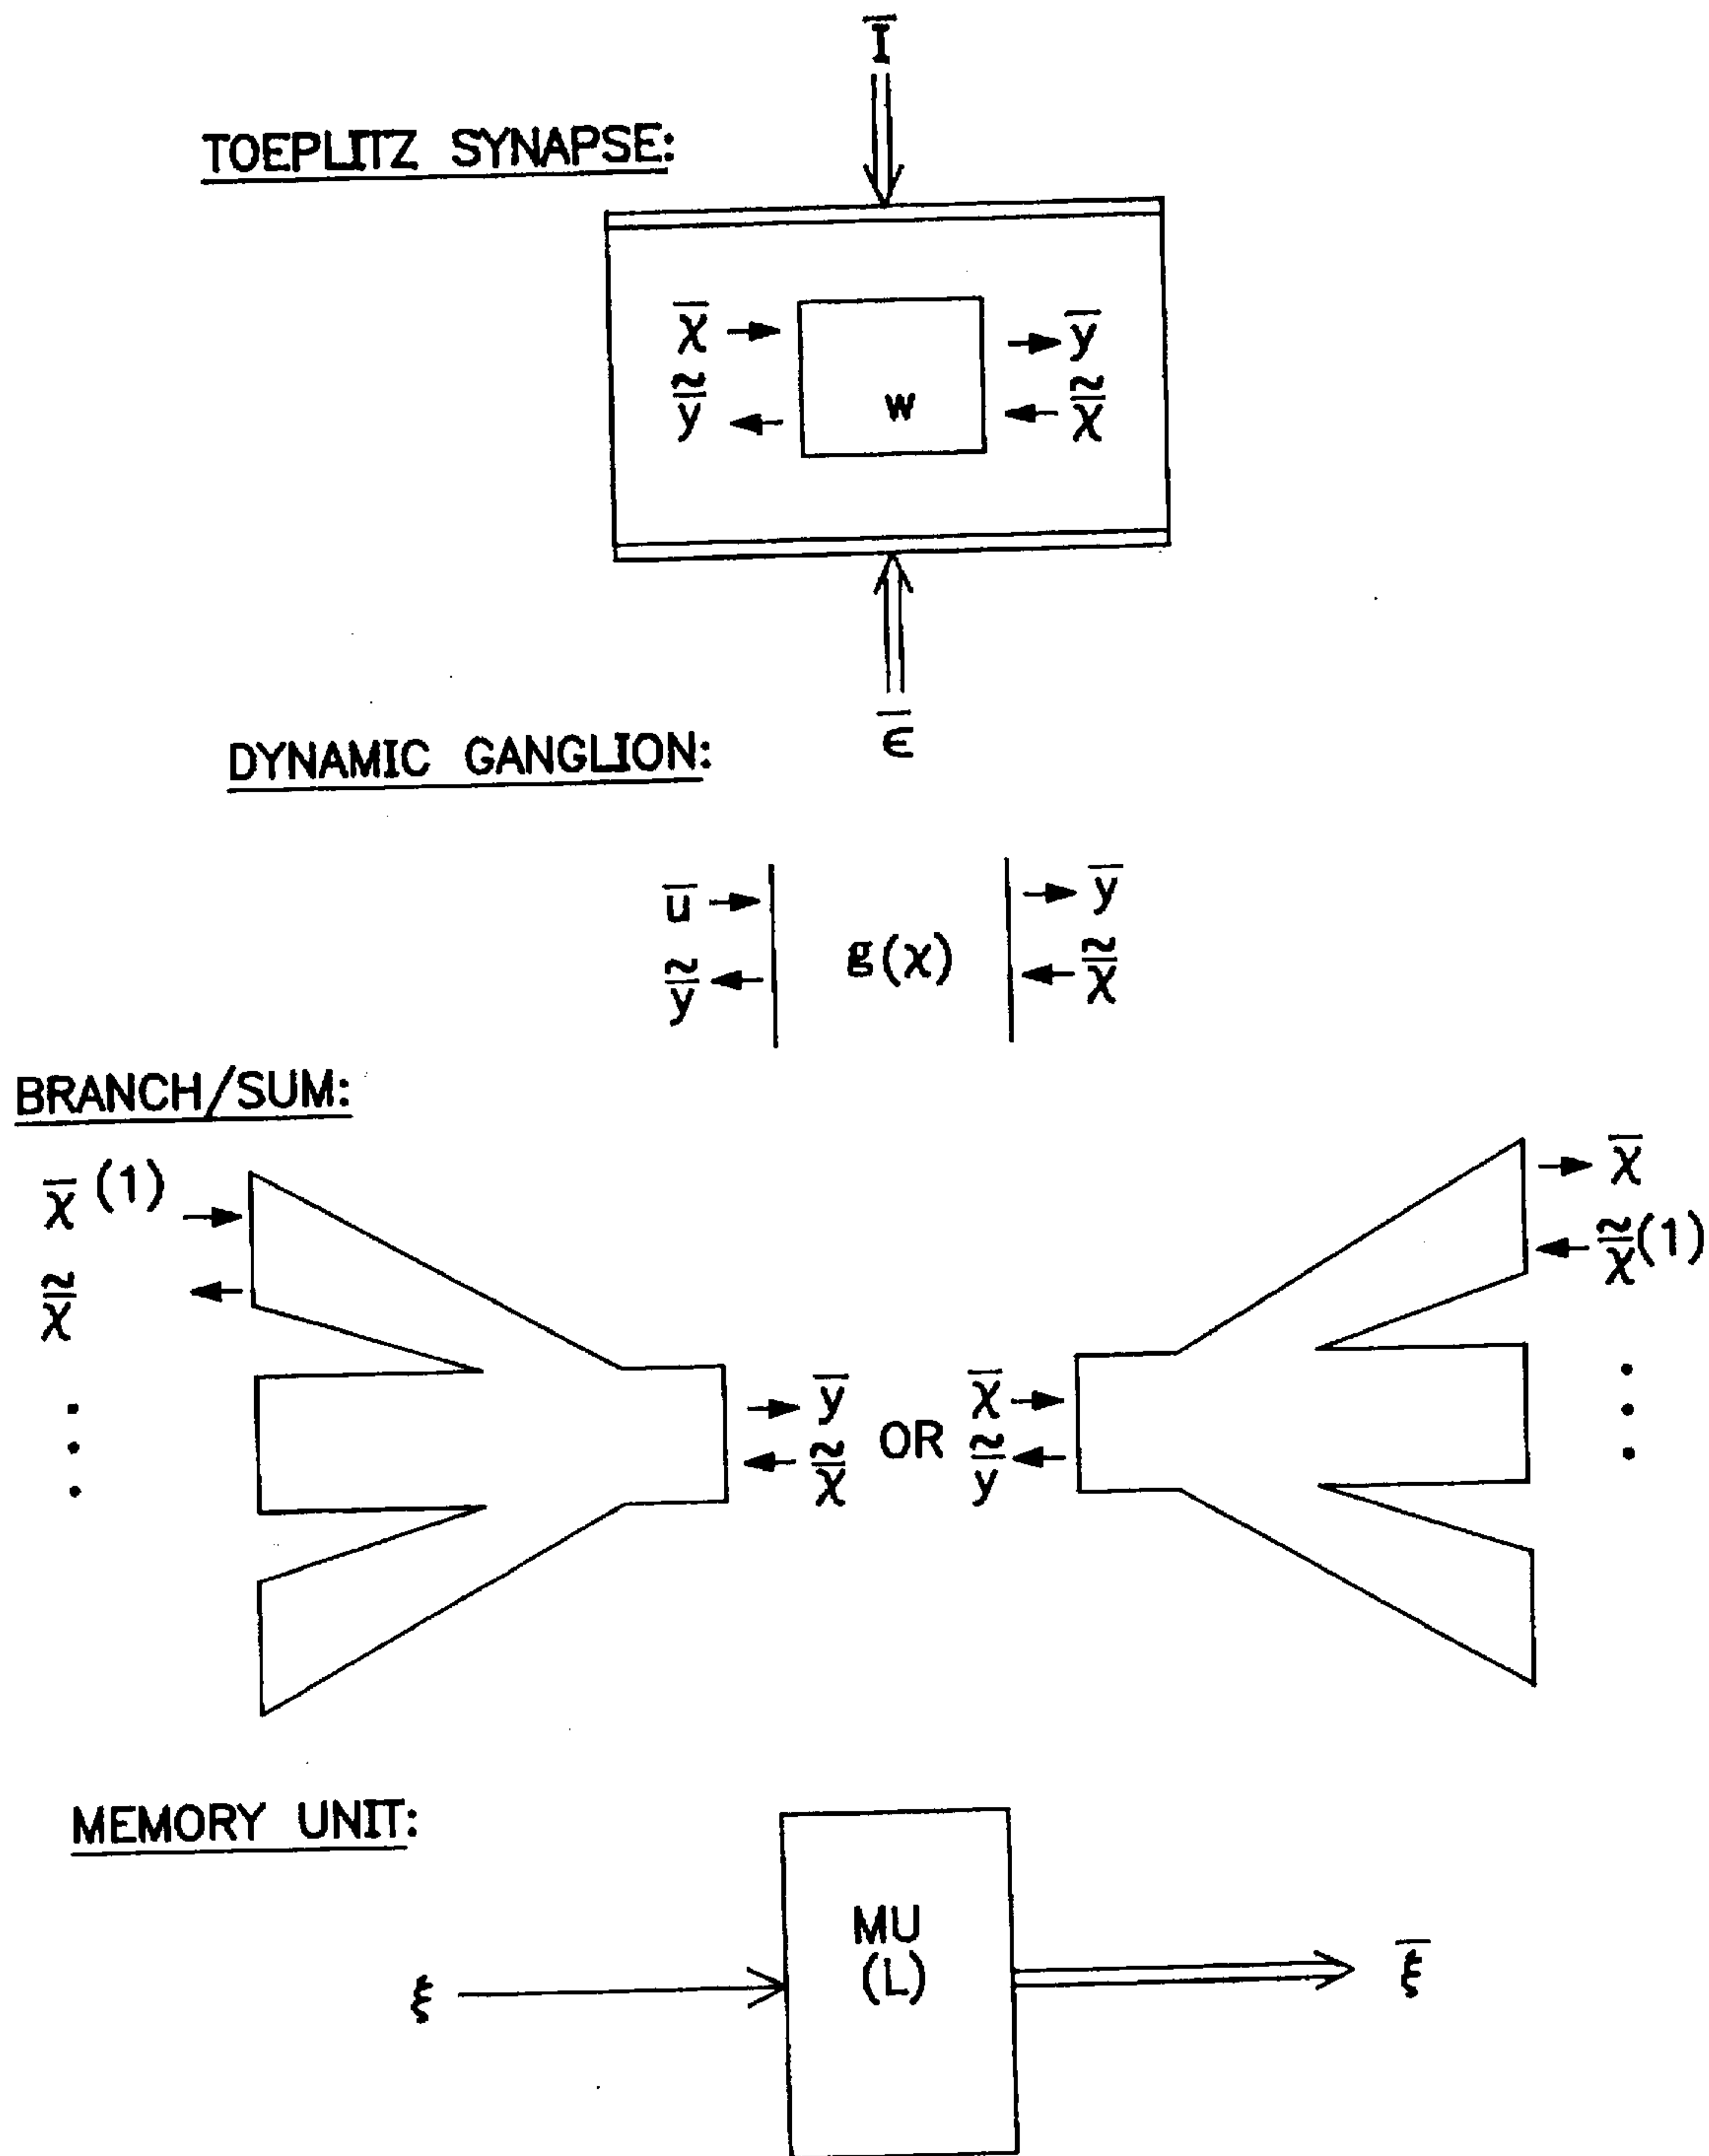 I̅
TOEPLITZ SYNAPSE:
χ̅
y̅
ỹ̅
w
χ̃̅
ϵ̅
DYNAMIC GANGLION:
u̅
y̅
g(χ)
ỹ̅
χ̃̅
BRANCH/SUM:
χ̅(1)
χ̅
χ̃̅(1)
χ̃̅
y̅
χ̅
OR
χ̃̅
ỹ̅
MEMORY UNIT:
MU
(L)
ξ
ξ̅